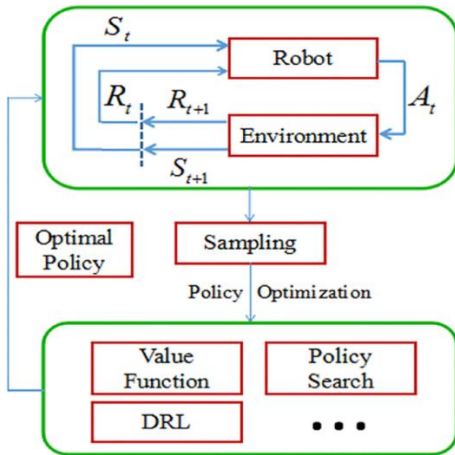 S_t
Robot
R_t
R_{t+1}
A_t
Environment
S_{t+1}
Optimal
Policy
Sampling
Policy Optimization
Value
Function
Policy
Search
DRL
...